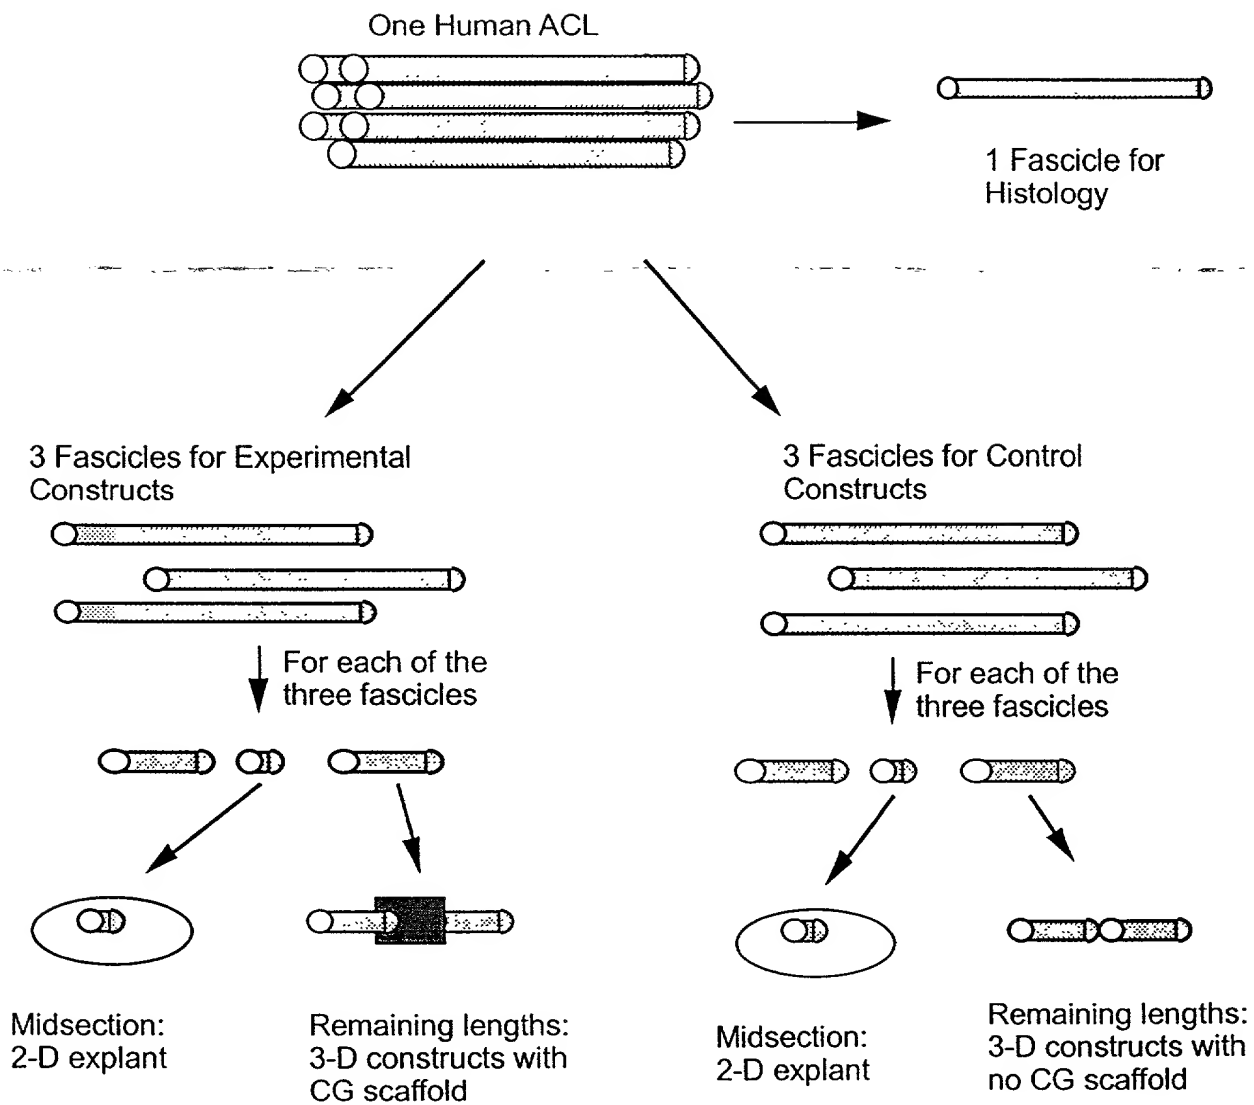 One Human ACL
1 Fascicle for
Histology
3 Fascicles for Experimental
Constructs
3 Fascicles for Control
Constructs
For each of the
three fascicles
For each of the
three fascicles
Midsection:
2-D explant
Remaining lengths:
3-D constructs with
CG scaffold
Midsection:
2-D explant
Remaining lengths:
3-D constructs with
no CG scaffold